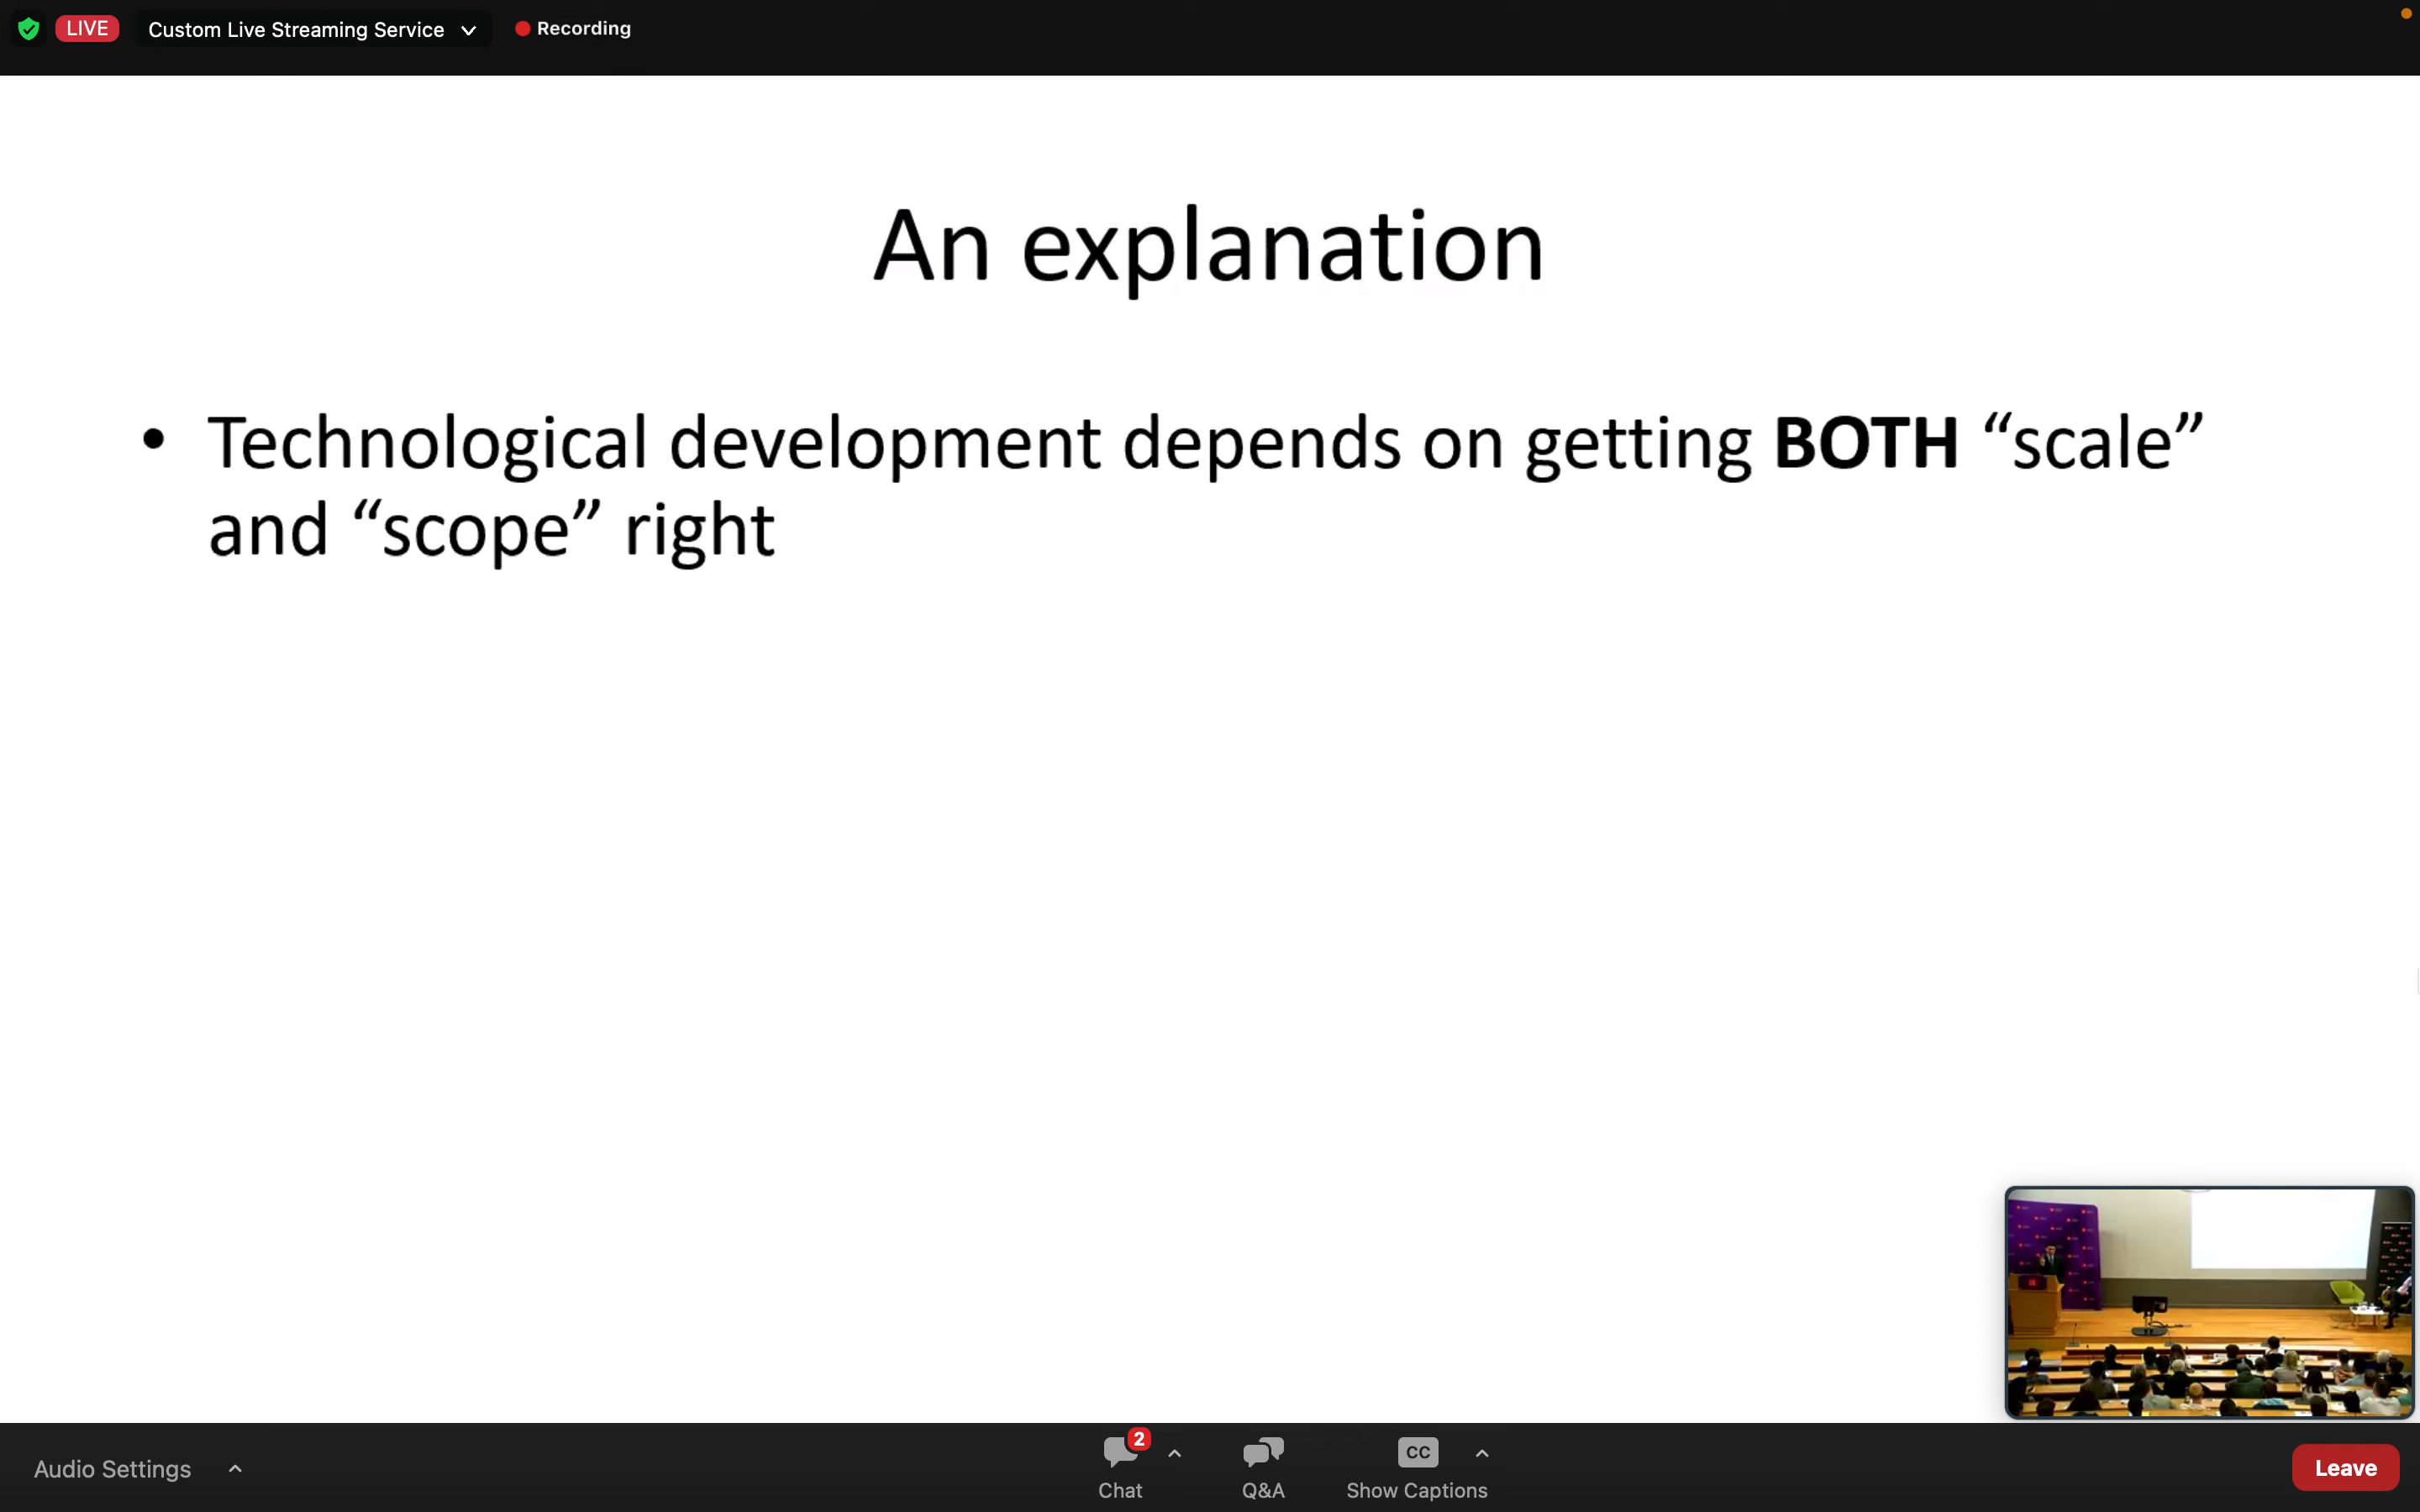 LIVE Custom Live Streaming Service Recording
An explanation
• Technological development depends on getting BOTH “scale”
and “scope” right
Audio Settings
2
Chat
Q&A
CC
Show Captions
Leave